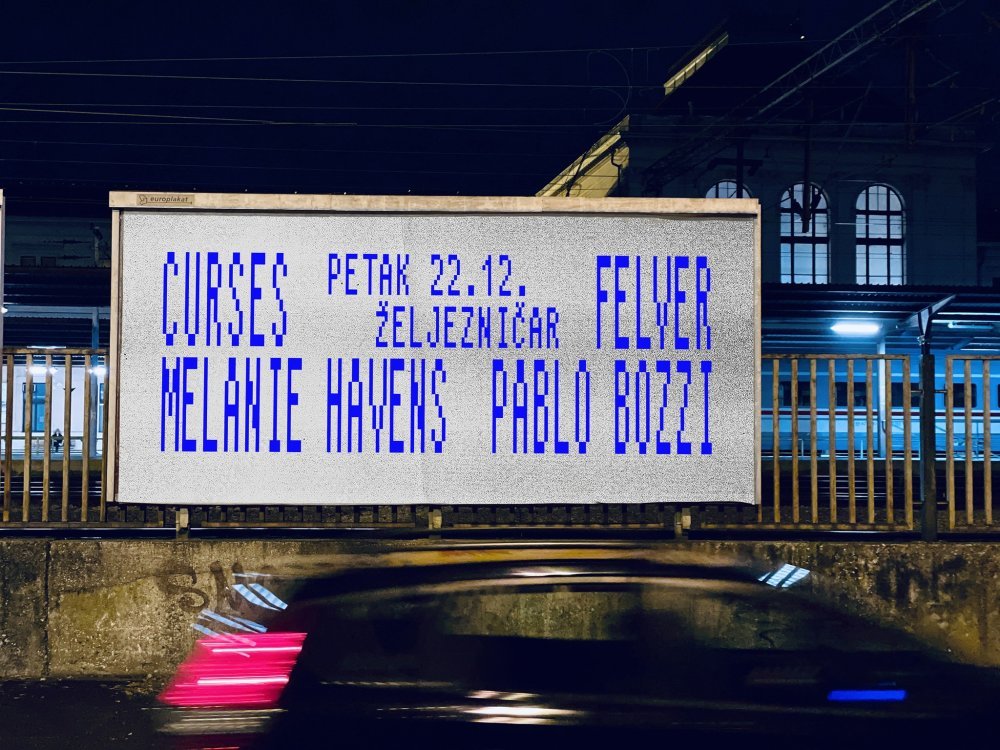 europlakat
CURSES PETAK 22.12. FELVER
ŽELJEZNIČAR
MELANIE HAVENS PABLO BOZZI